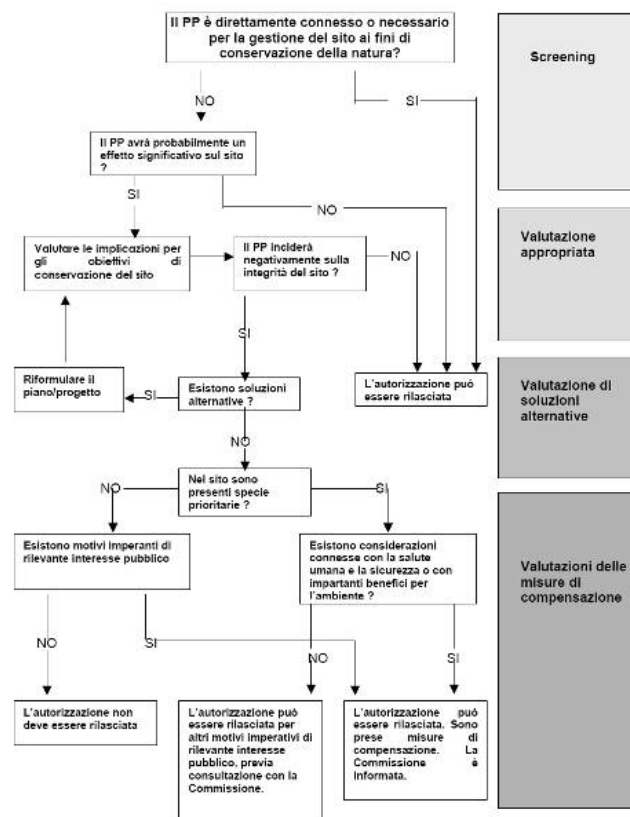 Il PP è direttamente connesso o necessario
per la gestione del sito ai fini di
conservazione della natura?
Screening
NO
SI
Il PP avrà probabilmente un
effetto significativo sul sito
?
SI
NO
Valutare le implicazioni per
gli obiettivi di
conservazione del sito
Il PP inciderà
negativamente sulla
integrità del sito ?
NO
Valutazione
appropriata
SI
Riformulare il
piano/progetto
SI
Esistono soluzioni
alternative ?
L'autorizzazione può
essere rilasciata
Valutazione di
soluzioni
alternative
NO
Nel sito sono
presenti specie
prioritarie ?
NO
SI
Esistono motivi imperanti di
rilevante interesse pubblico
Esistono considerazioni
connesse con la salute
umana e la sicurezza o con
impartanti benefici per
l'ambiente ?
Valutazioni delle
misure di
compensazione
NO
SI
NO
SI
L'autorizzazione non
deve essere rilasciata
L'autorizzazione può
essere rilasciata per
altri motivi imperativi di
rilevante interesse
pubblico, previa
consultazione con la
Commissione.
L'autorizzazione può
essere rilasciata. Sono
prese misure di
compensazione. La
Commissione è
informata.